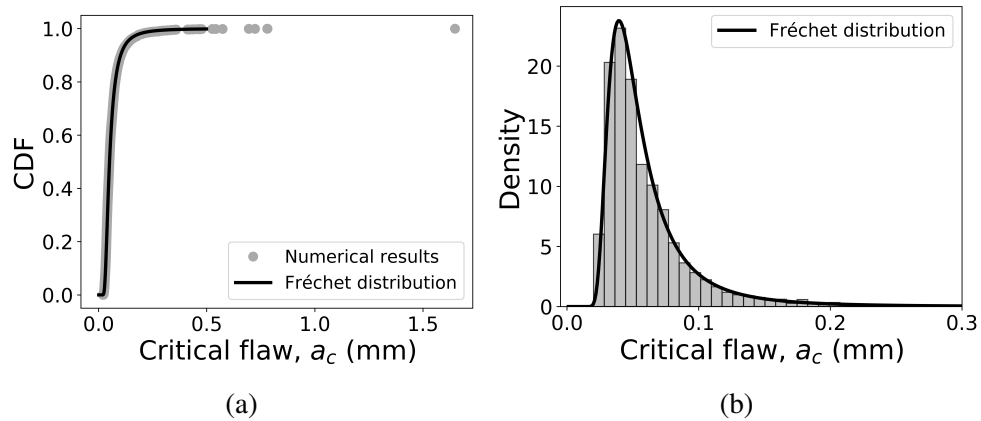 CDF
1.0
0.8
0.6
0.4
0.2
0.0
Numerical results
Fréchet distribution
0.0 0.5 1.0 1.5
Critical flaw, a_c (mm)
(a)
Density
20
15
10
5
0
Fréchet distribution
0.0 0.1 0.2 0.3
Critical flaw, a_c (mm)
(b)